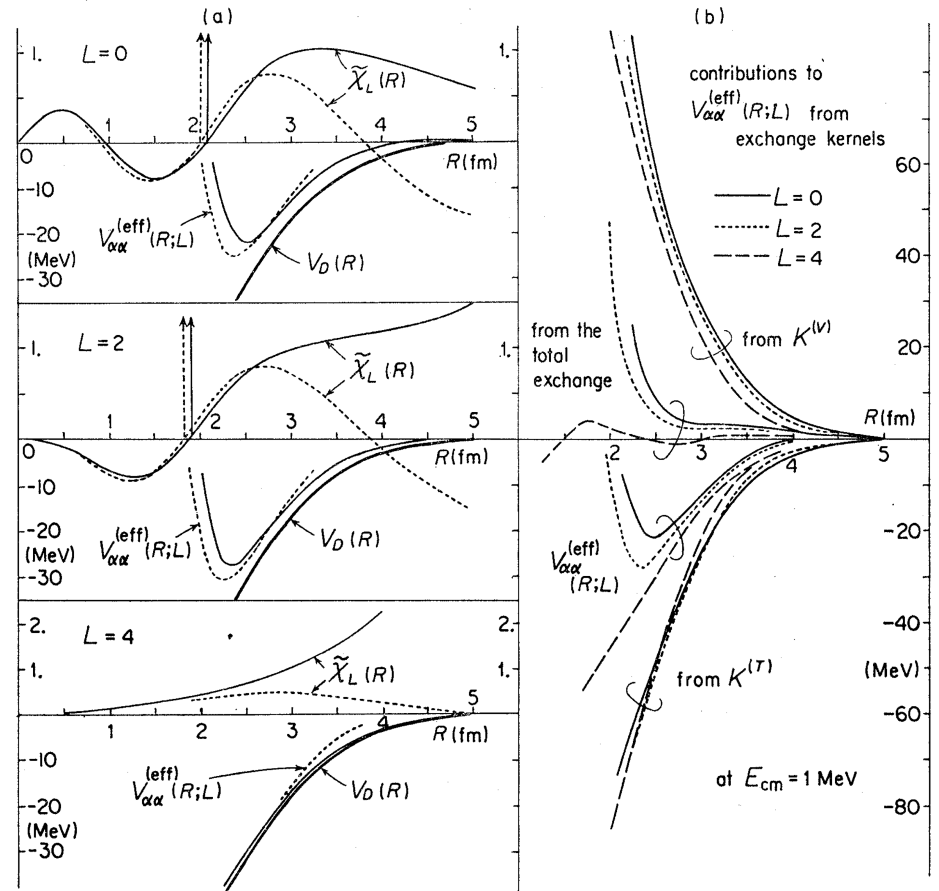 (a)
L=0
1.
1.
χ̃_L(R)
0
1
2
3
4
5
R(fm)
-10
-20
(MeV)
-30
V_αα^(eff)(R;L)
V_D(R)
L=2
1.
1.
χ̃_L(R)
0
1
2
3
4
5
R(fm)
-10
-20
(MeV)
-30
V_αα^(eff)(R;L)
V_D(R)
L=4
2.
2.
1.
1.
χ̃_L(R)
0
1
2
3
4
5
R(fm)
-10
-20
(MeV)
-30
V_αα^(eff)(R;L)
V_D(R)
(b)
contributions to
V_αα^(eff)(R;L) from
exchange kernels
L=0
L=2
L=4
60
40
20
0
-20
-40
(MeV)
-60
-80
from K^(V)
from the
total
exchange
R(fm)
2
3
4
5
V_αα^(eff)
(R;L)
from K^(T)
at E_cm = 1 MeV